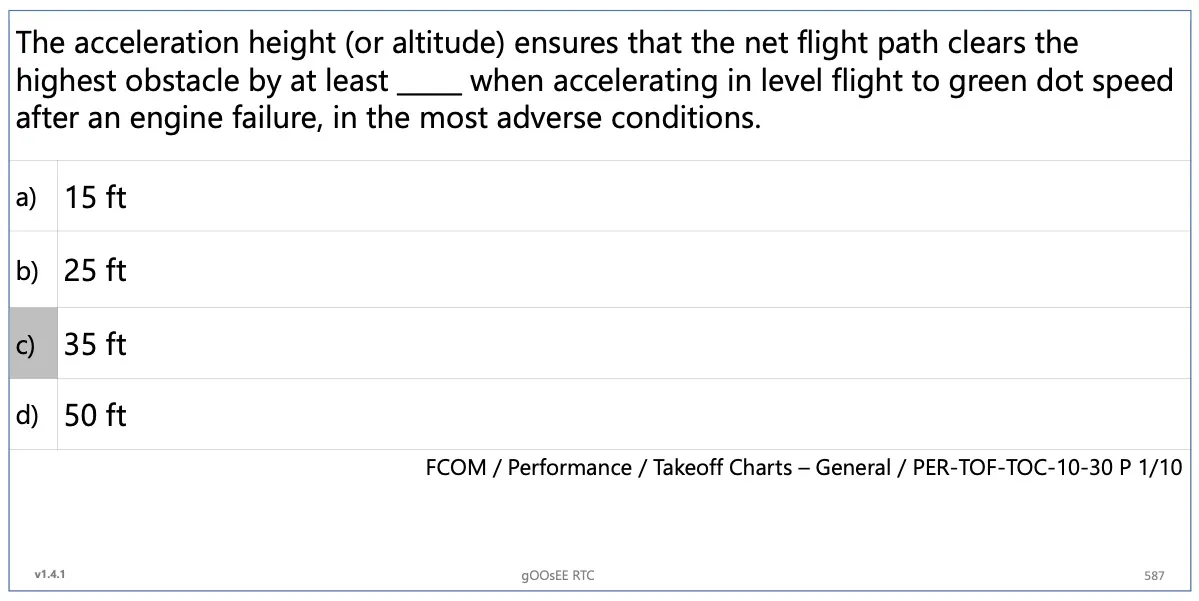 The acceleration height (or altitude) ensures that the net flight path clears the
highest obstacle by at least _____ when accelerating in level flight to green dot speed
after an engine failure, in the most adverse conditions.
a) 15 ft
b) 25 ft
c) 35 ft
d) 50 ft
FCOM / Performance / Takeoff Charts – General / PER-TOF-TOC-10-30 P 1/10
v1.4.1 gOOsEE RTC 587